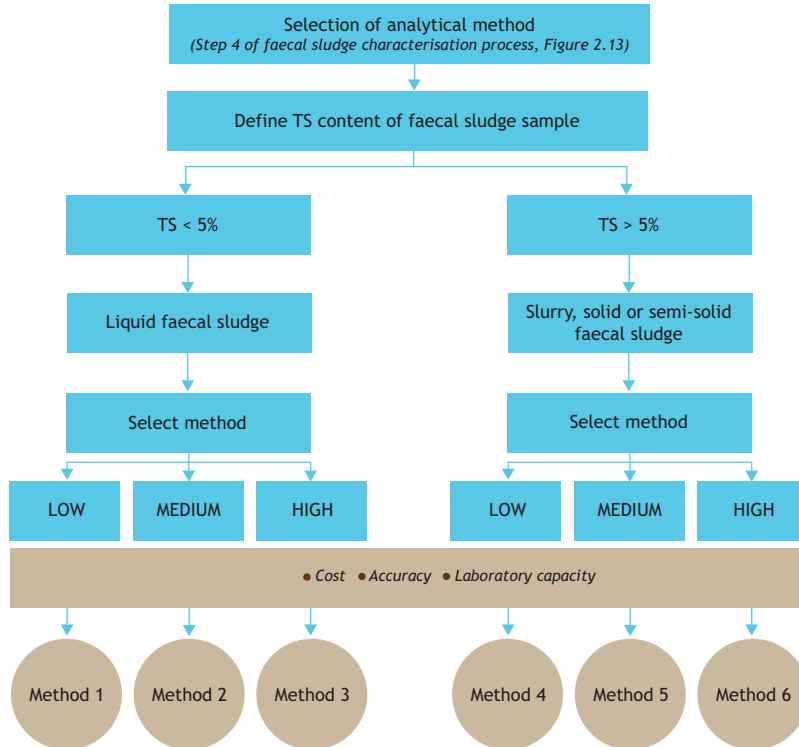 Selection of analytical method
(Step 4 of faecal sludge characterisation process, Figure 2.13)
Define TS content of faecal sludge sample
TS < 5%
TS > 5%
Liquid faecal sludge
Slurry, solid or semi-solid
faecal sludge
Select method
Select method
LOW
MEDIUM
HIGH
LOW
MEDIUM
HIGH
• Cost • Accuracy • Laboratory capacity
Method 1
Method 2
Method 3
Method 4
Method 5
Method 6